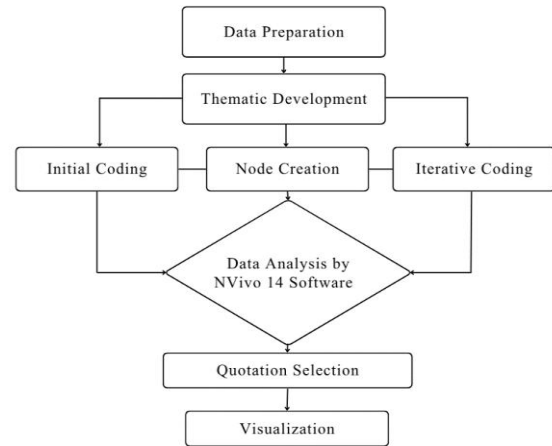 Data Preparation
Thematic Development
Initial Coding
Node Creation
Iterative Coding
Data Analysis by
NVivo 14 Software
Quotation Selection
Visualization